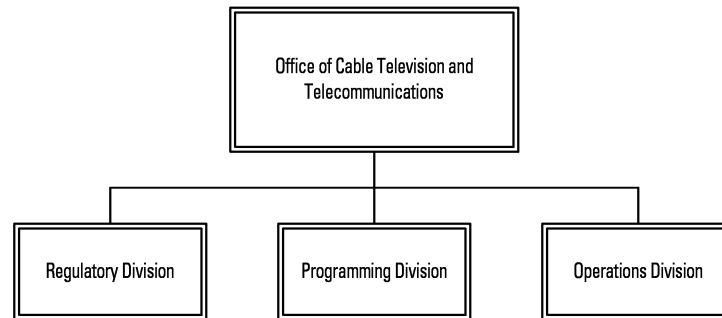 Office of Cable Television and
Telecommunications
Regulatory Division
Programming Division
Operations Division